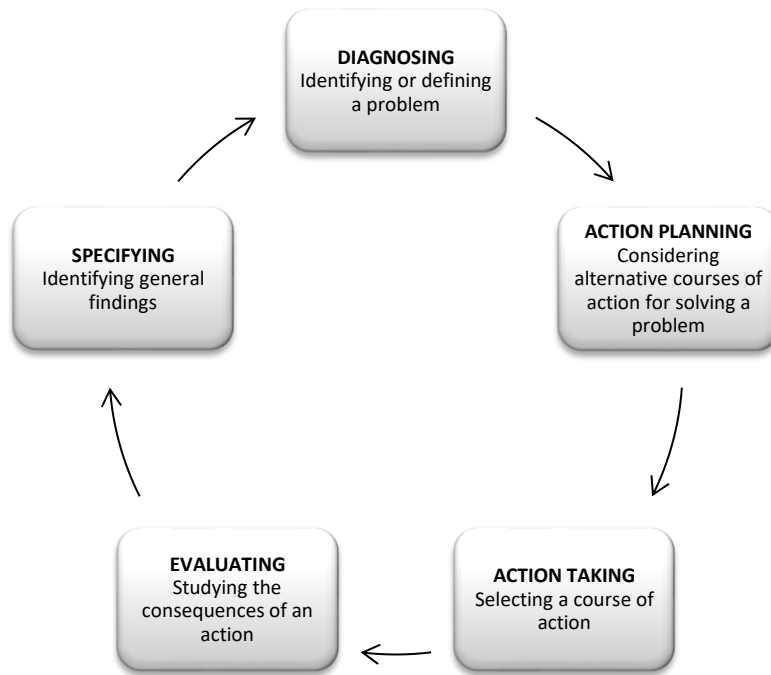 DIAGNOSING
Identifying or defining
a problem
ACTION PLANNING
Considering
alternative courses of
action for solving a
problem
ACTION TAKING
Selecting a course of
action
EVALUATING
Studying the
consequences of an
action
SPECIFYING
Identifying general
findings